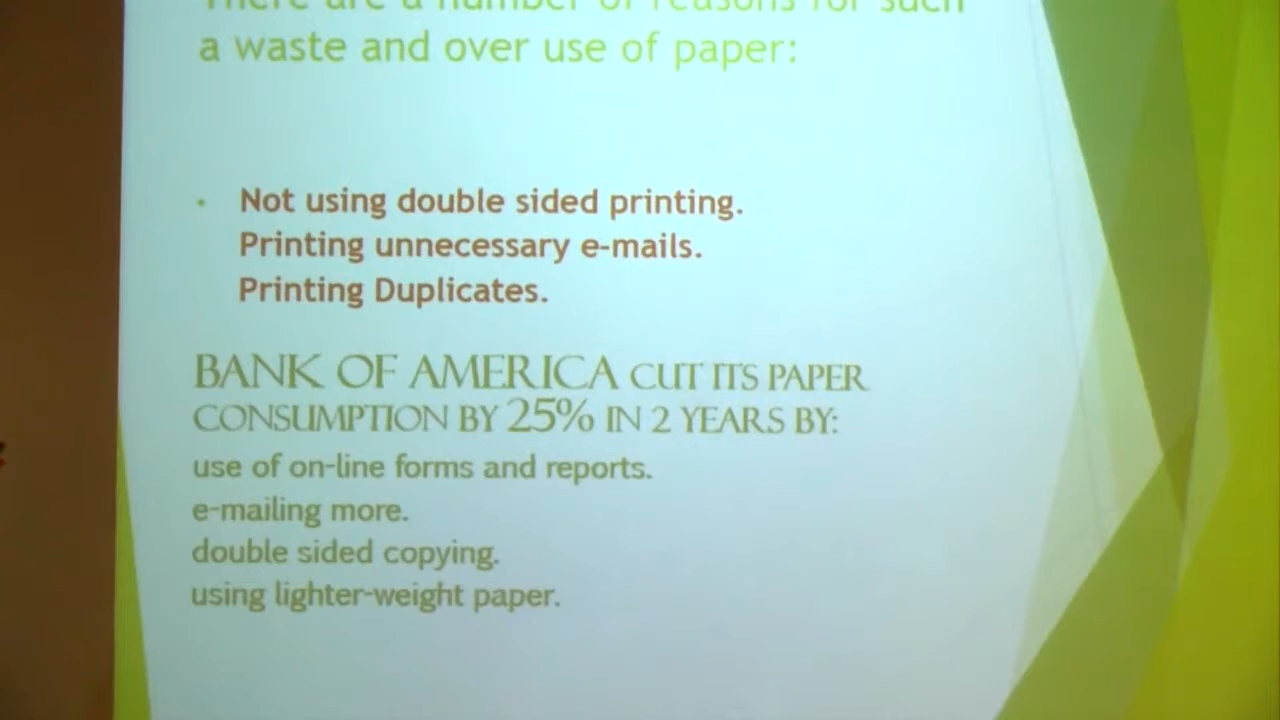 There are a number of reasons for such
a waste and over use of paper:
• Not using double sided printing.
Printing unnecessary e-mails.
Printing Duplicates.
BANK OF AMERICA CUT ITS PAPER
CONSUMPTION BY 25% IN 2 YEARS BY:
use of on-line forms and reports.
e-mailing more.
double sided copying.
using lighter-weight paper.